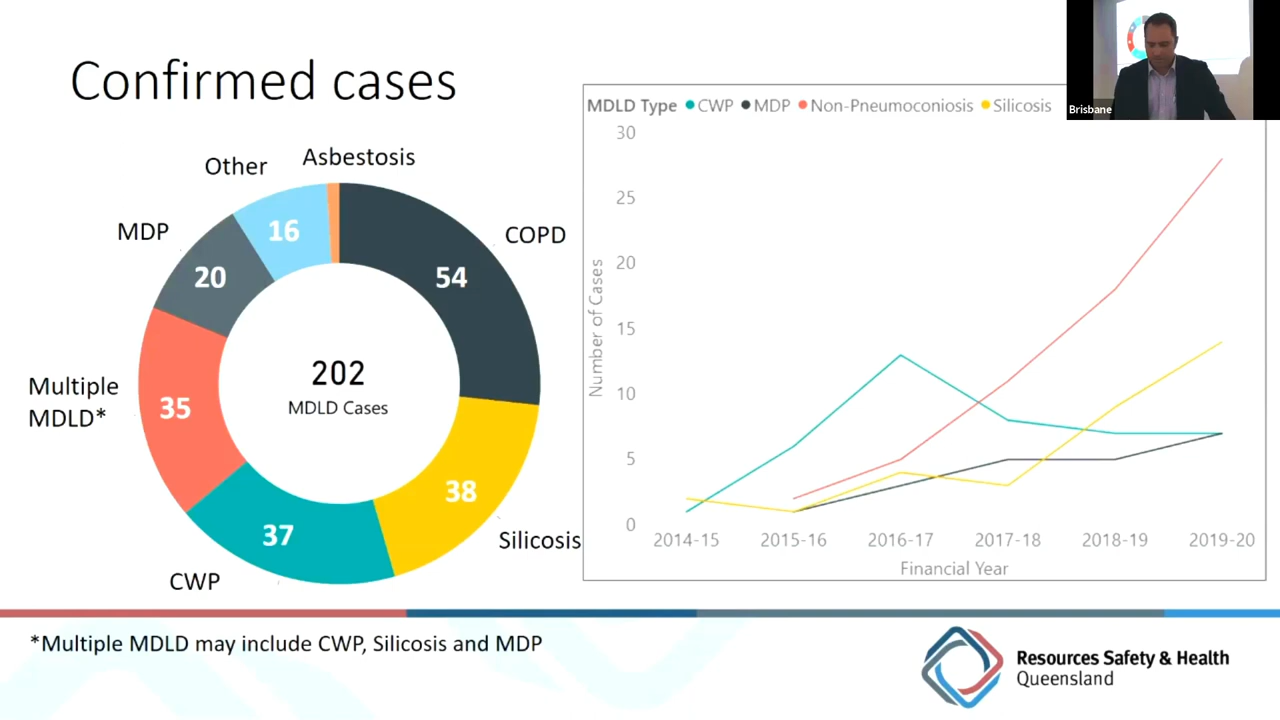 Confirmed cases
Brisbane
Other
Asbestosis
MDP
COPD
16
20
54
Multiple
MDLD*
35
202
MDLD Cases
38
37
Silicosis
CWP
MDLD Type CWP MDP Non-Pneumoconiosis Silicosis
30
25
20
15
10
5
0
Number of Cases
2014-15 2015-16 2016-17 2017-18 2018-19 2019-20
Financial Year
*Multiple MDLD may include CWP, Silicosis and MDP
Resources Safety & Health
Queensland